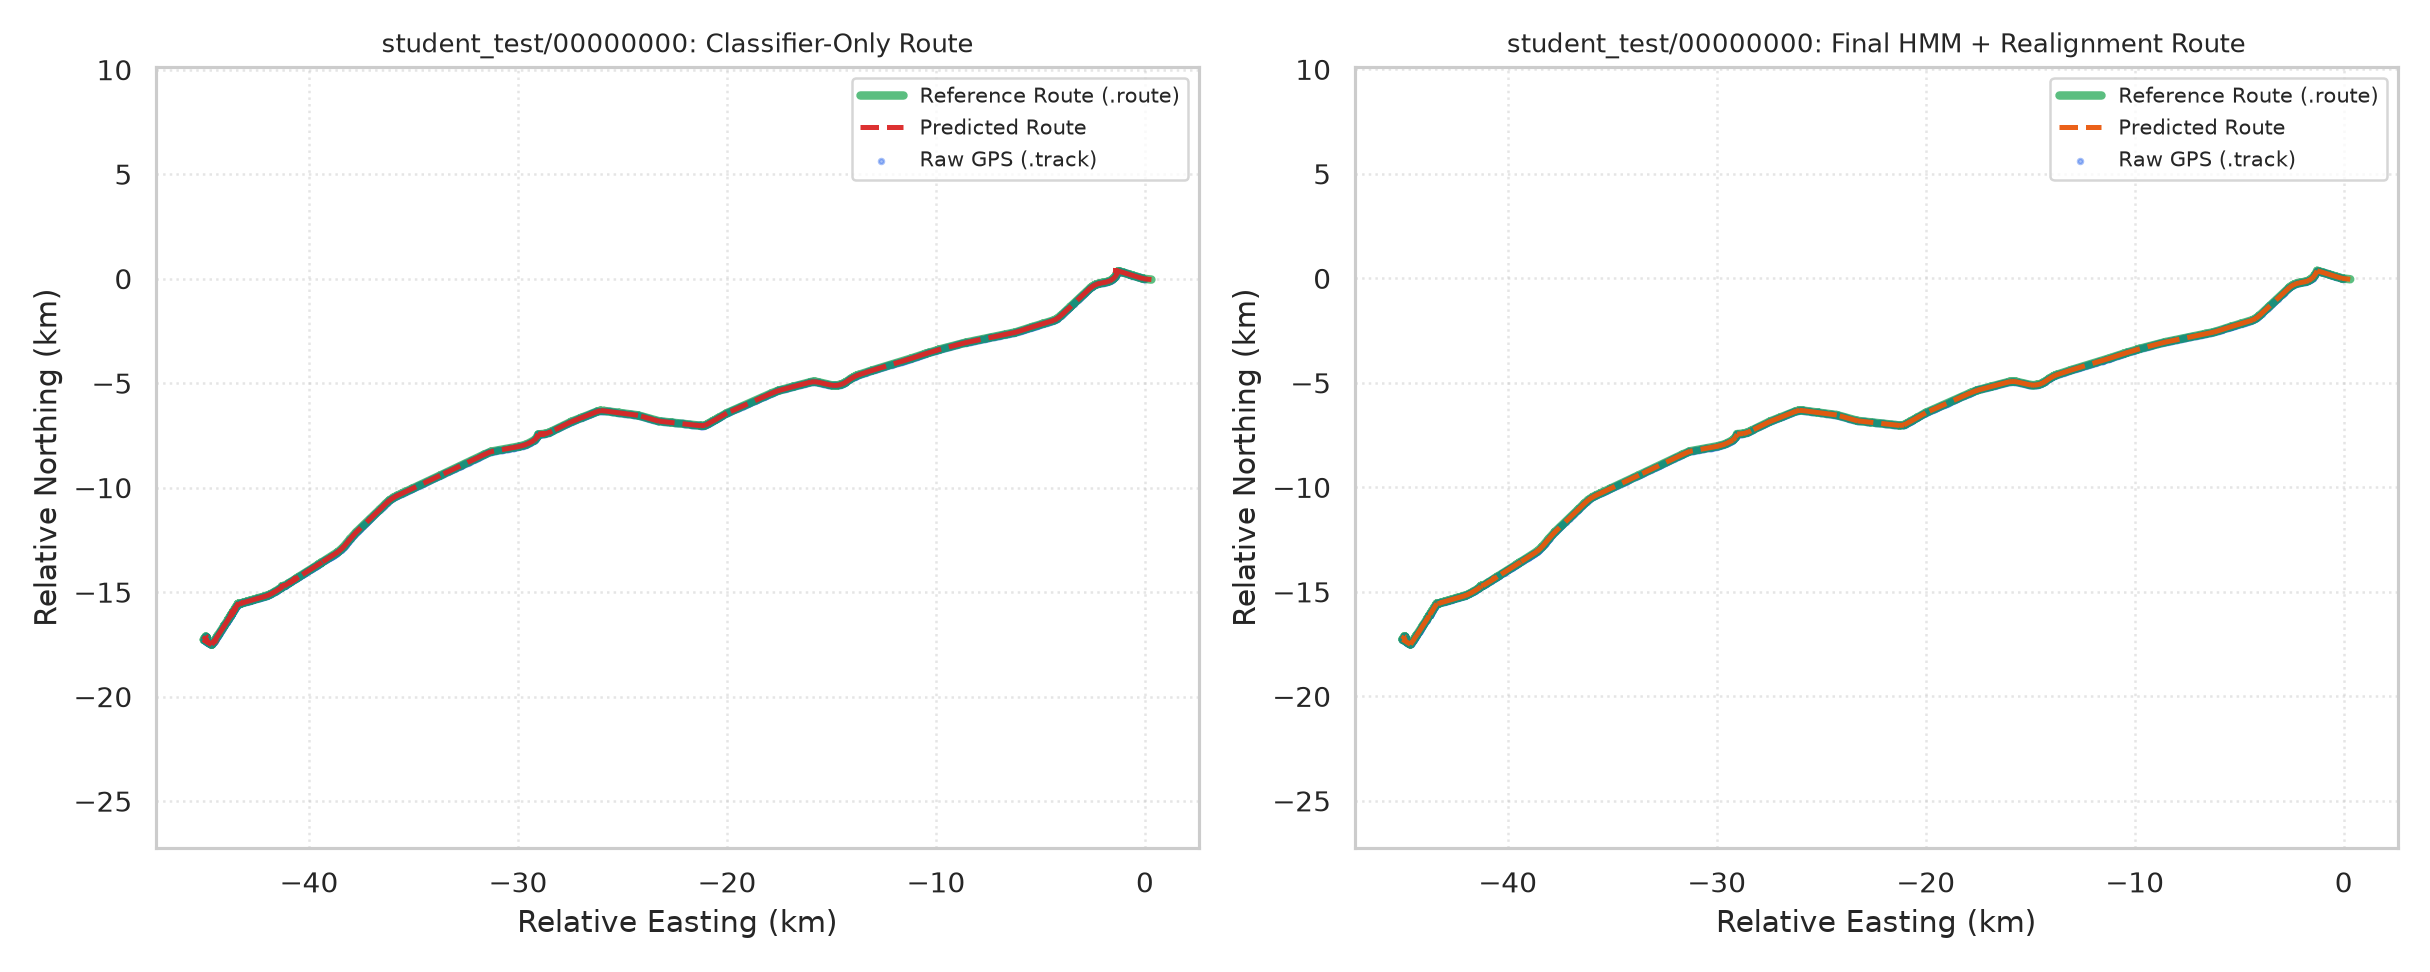 student_test/00000000: Classifier-Only Route
10
5
0
−5
−10
−15
−20
−25
−40
−30
−20
−10
0
Relative Northing (km)
Relative Easting (km)
Reference Route (.route)
Predicted Route
Raw GPS (.track)
student_test/00000000: Final HMM + Realignment Route
10
5
0
−5
−10
−15
−20
−25
−40
−30
−20
−10
0
Relative Northing (km)
Relative Easting (km)
Reference Route (.route)
Predicted Route
Raw GPS (.track)